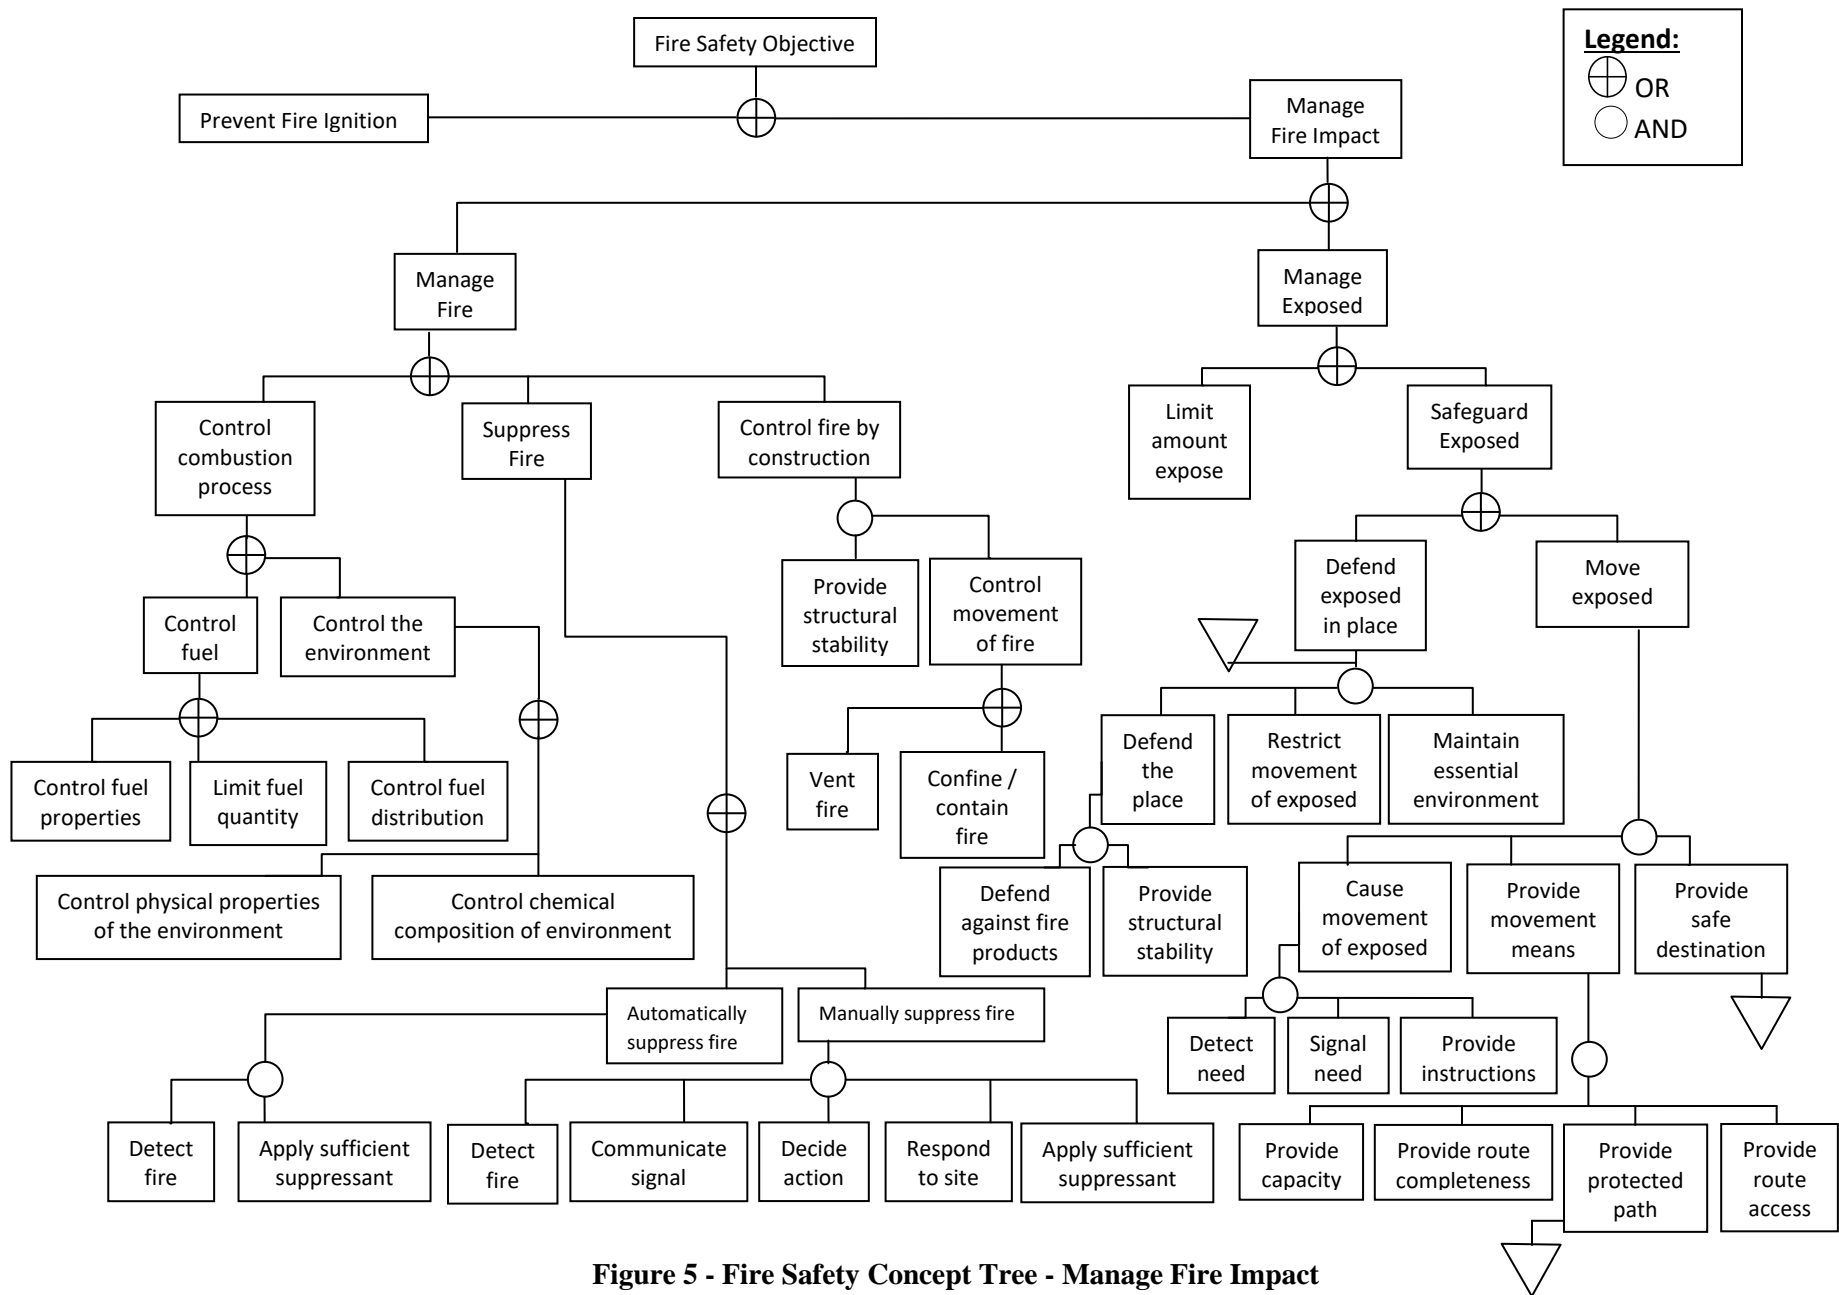 Fire Safety Objective
Legend:
OR
AND
Prevent Fire Ignition
Manage
Fire Impact
Manage
Fire
Manage
Exposed
Control
combustion
process
Suppress
Fire
Control fire by
construction
Limit
amount
expose
Safeguard
Exposed
Provide
structural
stability
Control
movement
of fire
Defend
exposed
in place
Move
exposed
Control
fuel
Control the
environment
Control fuel
properties
Limit fuel
quantity
Control fuel
distribution
Vent
fire
Confine /
contain
fire
Defend
the
place
Restrict
movement
of exposed
Maintain
essential
environment
Control physical properties
of the environment
Control chemical
composition of environment
Defend
against fire
products
Provide
structural
stability
Cause
movement
of exposed
Provide
movement
means
Provide
safe
destination
Automatically
suppress fire
Manually suppress fire
Detect
need
Signal
need
Provide
instructions
Detect
fire
Apply sufficient
suppressant
Detect
fire
Communicate
signal
Decide
action
Respond
to site
Apply sufficient
suppressant
Provide
capacity
Provide route
completeness
Provide
protected
path
Provide
route
access
Figure 5 - Fire Safety Concept Tree - Manage Fire Impact